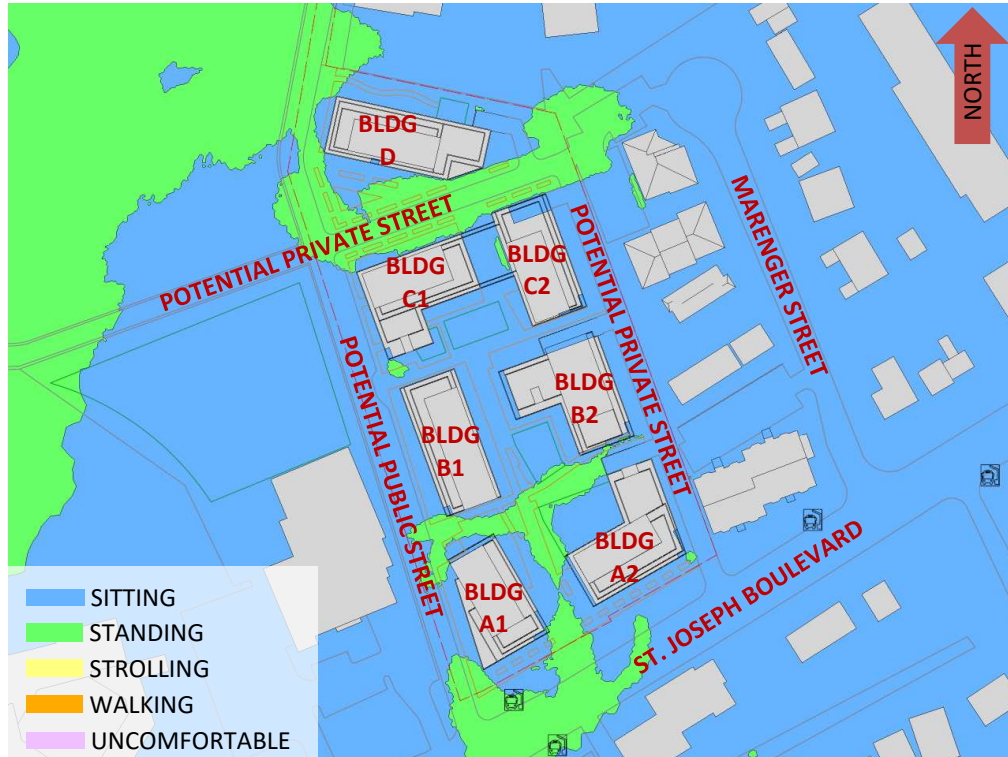 NORTH
BLDG
D
POTENTIAL PRIVATE STREET
BLDG
C1
BLDG
C2
POTENTIAL PRIVATE STREET
MARENGER STREET
POTENTIAL PUBLIC STREET
BLDG
B1
BLDG
B2
BLDG
A1
BLDG
A2
ST. JOSEPH BOULEVARD
SITTING
STANDING
STROLLING
WALKING
UNCOMFORTABLE